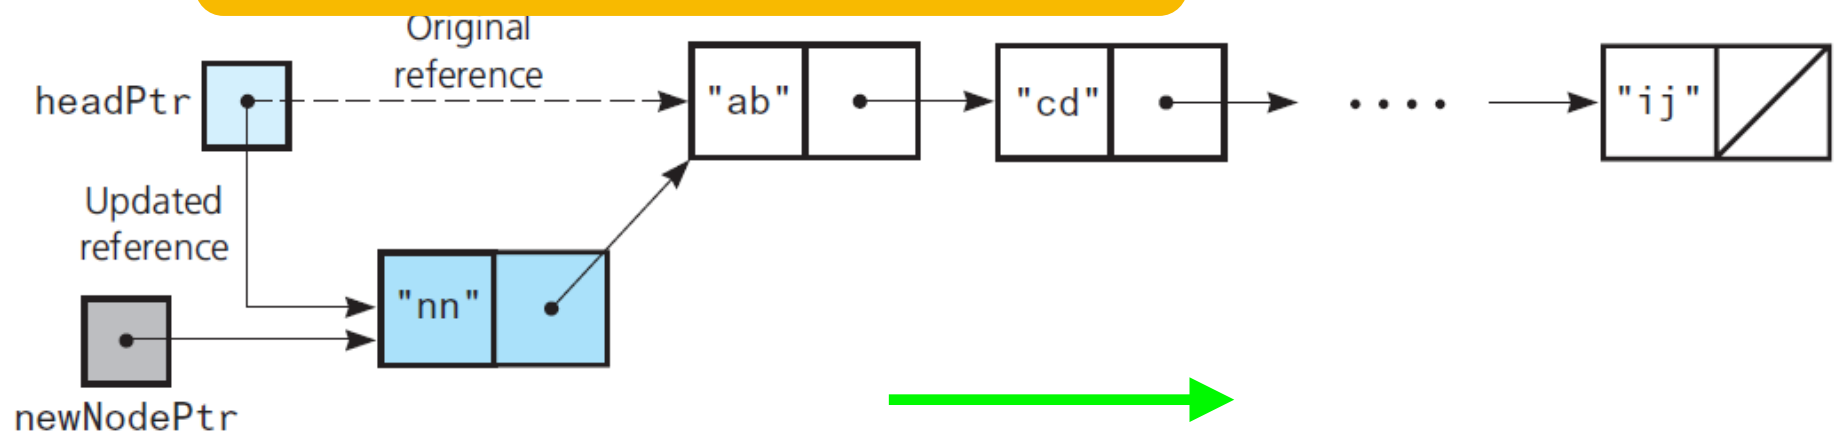 Original
reference
headPtr
"ab"
"cd"
"ij"
Updated
reference
"nn"
newNodePtr